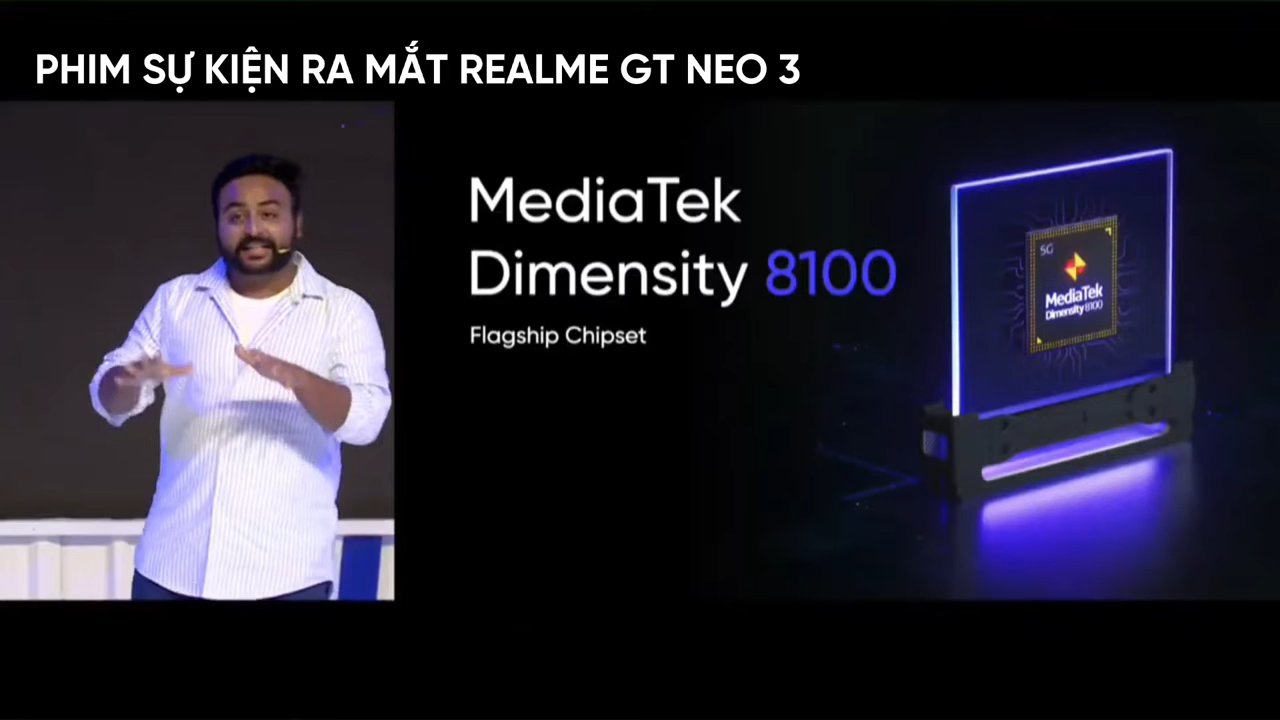 PHIM SỰ KIỆN RA MẮT REALME GT NEO 3
MediaTek
Dimensity 8100
Flagship Chipset
5G
MediaTek
Dimensity 8100